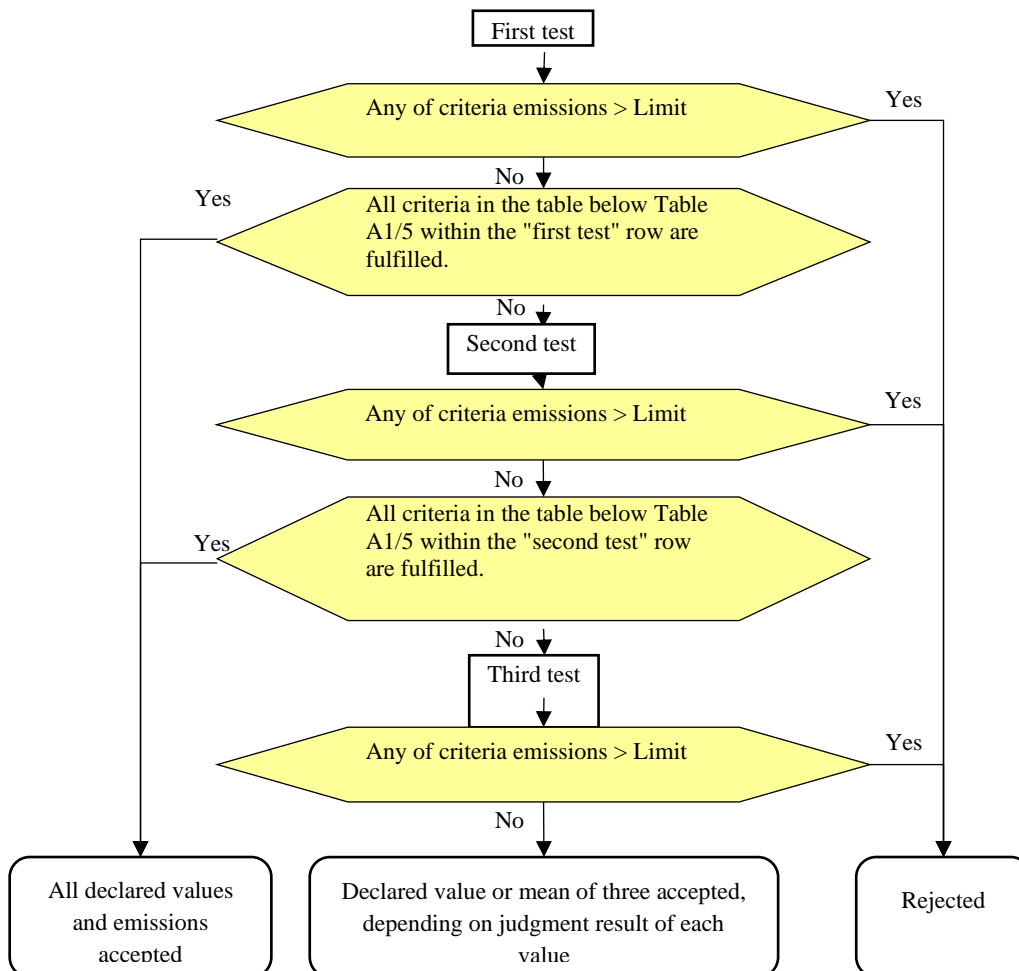 First test
Any of criteria emissions > Limit
Yes
No
Yes
All criteria in the table below Table
A1/5 within the "first test" row are
fulfilled.
No
Second test
Any of criteria emissions > Limit
Yes
No
All criteria in the table below Table
A1/5 within the "second test" row
are fulfilled.
Yes
No
Third test
Any of criteria emissions > Limit
Yes
No
All declared values
and emissions
accepted
Declared value or mean of three accepted,
depending on judgment result of each
value
Rejected